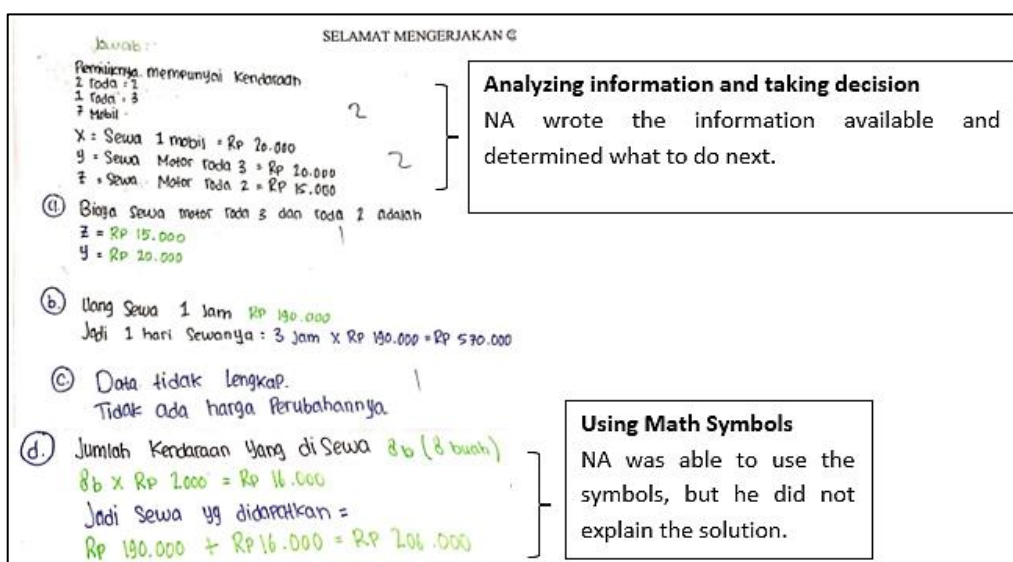 SELAMAT MENGERJAKAN
Jawab :
Pemiliknya mempunyai Kendaraan
2 roda : 2
1 roda : 3
7 Mobil
2
X = Sewa 1 mobil = Rp 20.000
y = Sewa Motor roda 3 = Rp 20.000
2
z = Sewa Motor roda 2 = Rp 15.000
Analyzing information and taking decision
NA wrote the information available and
determined what to do next.
a. Biaya Sewa motor roda 3 dan roda 2 adalah
z = RP 15.000
1
y = RP 20.000
b. Uang Sewa 1 Jam RP 190.000
Jadi 1 hari Sewanya : 3 Jam X Rp 190.000 = Rp 570.000
c. Data tidak lengkap.
1
Tidak ada harga Perubahannya
d. Jumlah Kendaraan yang di Sewa 8b (8 buah)
8b X Rp 2000 = Rp 16.000
Jadi Sewa yg didapatkan =
Rp 190.000 + Rp 16.000 = RP 206.000
Using Math Symbols
NA was able to use the
symbols, but he did not
explain the solution.